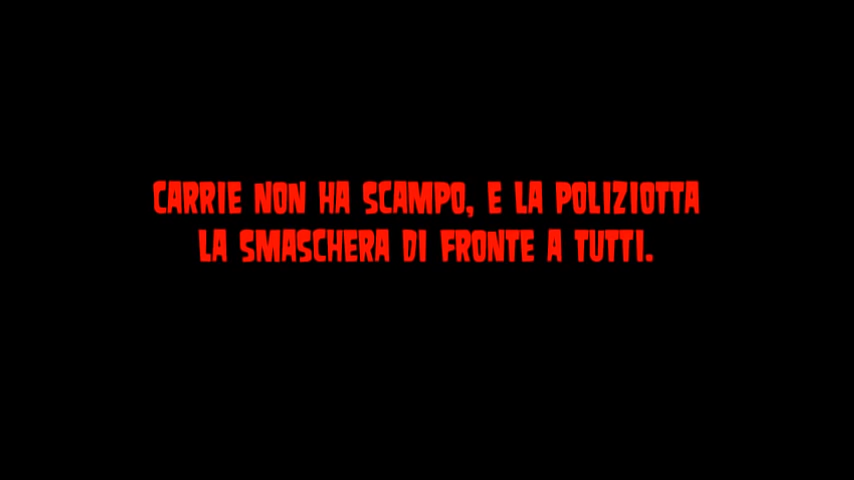 CARRIE NON HA SCAMPO, E LA POLIZIOTTA
LA SMASCHERA DI FRONTE A TUTTI.